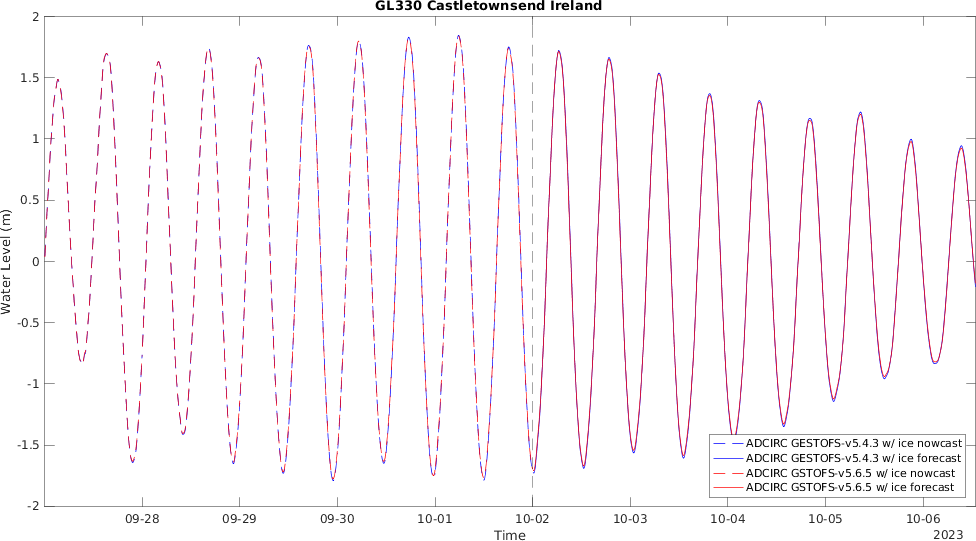 GL330 Castletownsend Ireland
Water Level (m)
2
1.5
1
0.5
0
-0.5
-1
-1.5
-2
ADCIRC GESTOFS-v5.4.3 w/ ice nowcast
ADCIRC GESTOFS-v5.4.3 w/ ice forecast
ADCIRC GSTOFS-v5.6.5 w/ ice nowcast
ADCIRC GSTOFS-v5.6.5 w/ ice forecast
09-28 09-29 09-30 10-01 10-02 10-03 10-04 10-05 10-06
Time
2023